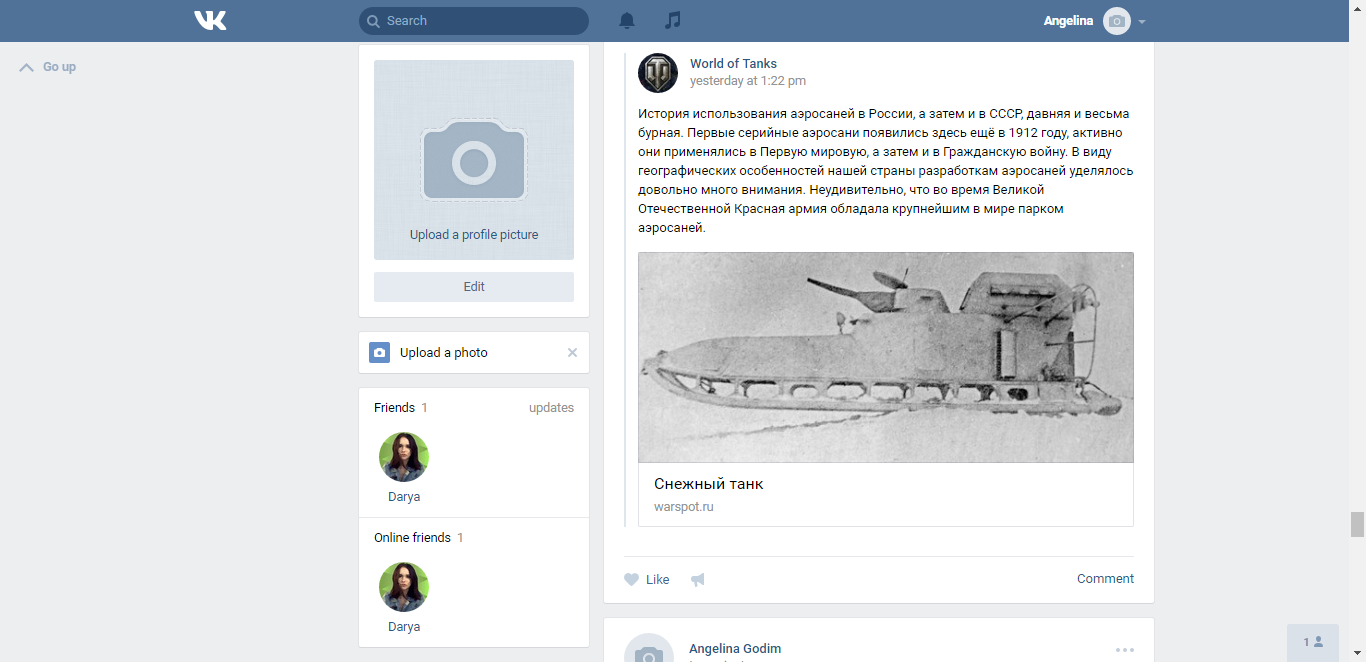 Search
Angelina
Go up
Upload a profile picture
Edit
Upload a photo
Friends 1 updates
Darya
Online friends 1
Darya
World of Tanks
yesterday at 1:22 pm
История использования аэросаней в России, а затем и в СССР, давняя и весьма
бурная. Первые серийные аэросани появились здесь ещё в 1912 году, активно
они применялись в Первую мировую, а затем и в Гражданскую войну. В виду
географических особенностей нашей страны разработкам аэросаней уделялось
довольно много внимания. Неудивительно, что во время Великой
Отечественной Красная армия обладала крупнейшим в мире парком
аэросаней.
Снежный танк
warspot.ru
Like
Comment
Angelina Godim
1